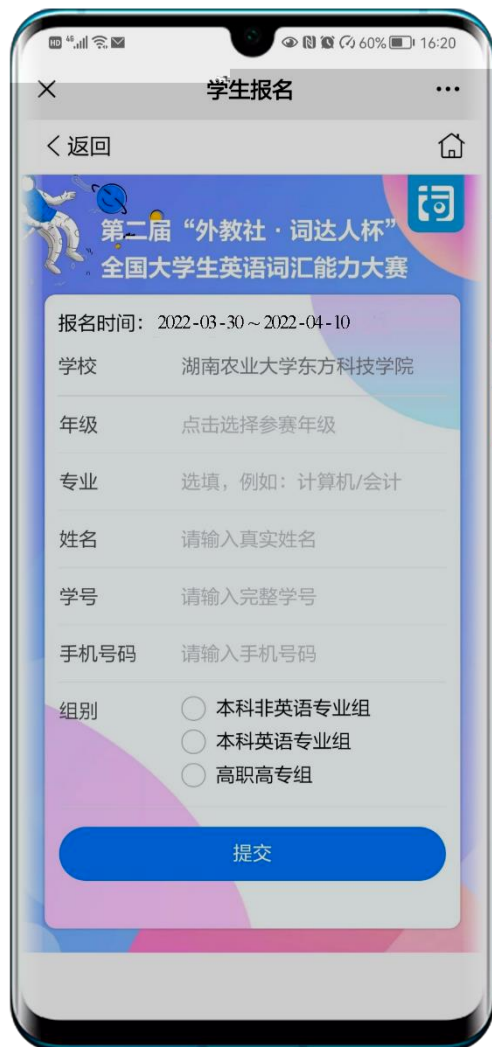 HD 46 60% 16:20
学生报名
返回
词
第二届“外教社·词达人杯”
全国大学生英语词汇能力大赛
报名时间： 2022-03-30～2022-04-10
学校 湖南农业大学东方科技学院
年级 点击选择参赛年级
专业 选填，例如：计算机/会计
姓名 请输入真实姓名
学号 请输入完整学号
手机号码 请输入手机号码
组别 本科非英语专业组
本科英语专业组
高职高专组
提交